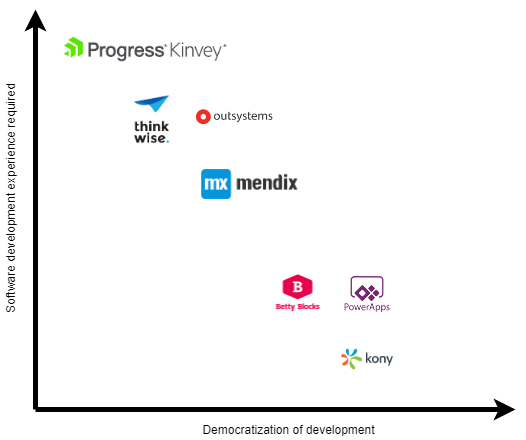 Progress® Kinvey®
think
wise.
outsystems
mx mendix
B
Betty Blocks
PowerApps
kony
Software development experience required
Democratization of development